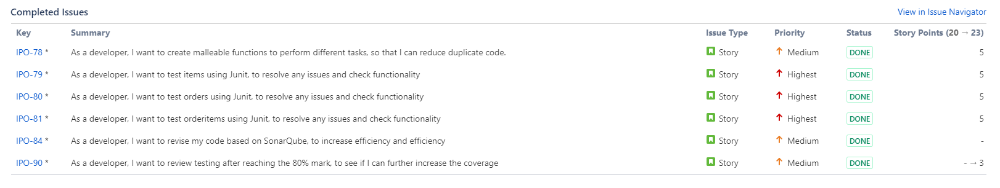 Completed Issues View in Issue Navigator
Key Summary Issue Type Priority Status Story Points (20 → 23)
IPO-78 * As a developer, I want to create malleable functions to perform different tasks, so that I can reduce duplicate code. Story Medium DONE 5
IPO-79 * As a developer, I want to test items using Junit, to resolve any issues and check functionality Story Highest DONE 5
IPO-80 * As a developer, I want to test orders using Junit, to resolve any issues and check functionality Story Highest DONE 5
IPO-81 * As a developer, I want to test orderitems using Junit, to resolve any issues and check functionality Story Highest DONE 5
IPO-84 * As a developer, I want to revise my code based on SonarQube, to increase efficiency and efficiency Story Medium DONE -
IPO-90 * As a developer, I want to review testing after reaching the 80% mark, to see if I can further increase the coverage Story Medium DONE - → 3